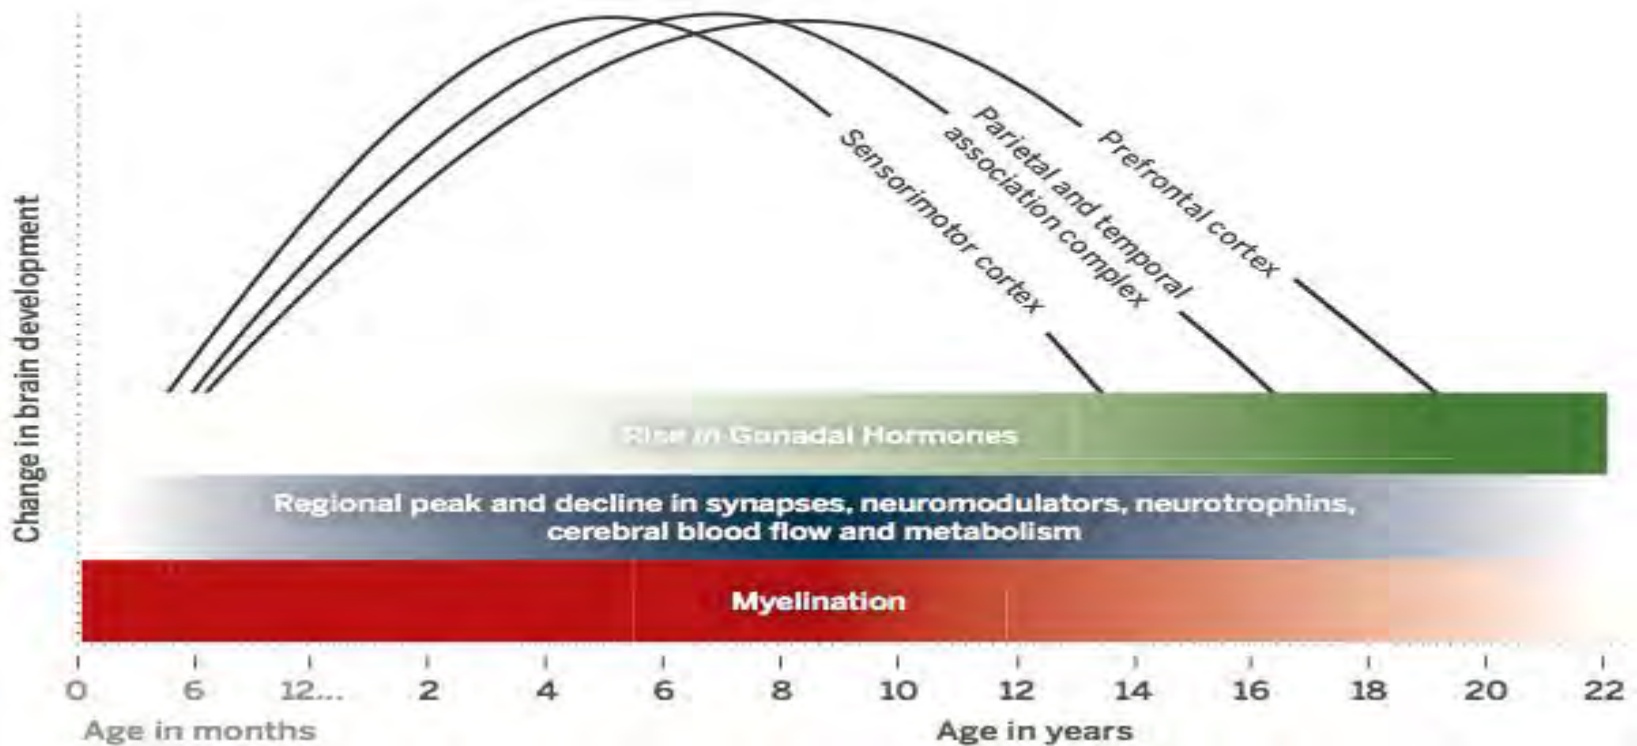 Change in brain development
Sensorimotor cortex
Parietal and temporal
association complex
Prefrontal cortex
Rise in Gonadal Hormones
Regional peak and decline in synapses, neuromodulators, neurotrophins,
cerebral blood flow and metabolism
Myelination
0 6 12... 2 4 6 8 10 12 14 16 18 20 22
Age in months Age in years